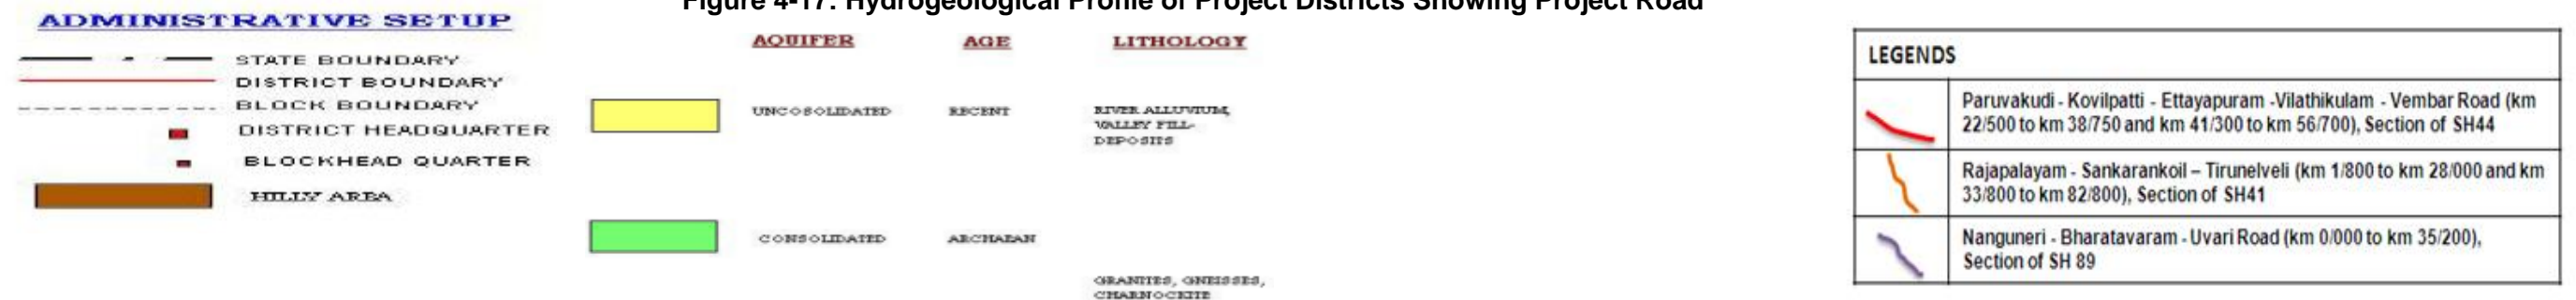 Figure 4-17: Hydrogeological Profile of Project Districts Showing Project Road
ADMINISTRATIVE SETUP
STATE BOUNDARY
DISTRICT BOUNDARY
BLOCK BOUNDARY
DISTRICT HEADQUARTER
BLOCKHEAD QUARTER
HILLY AREA
AQUIFER AGE LITHOLOGY
UNCOSOLIDATED RECENT RIVER ALLUVIUM,
VALLEY FILL-
DEPOSITS
CONSOLIDATED ARCHAEAN
GRANITES, GNEISSES,
CHARNOCKITE
LEGENDS
Paruvakudi - Kovilpatti - Ettayapuram -Vilathikulam - Vembar Road (km
22/500 to km 38/750 and km 41/300 to km 56/700), Section of SH44
Rajapalayam - Sankarankoil – Tirunelveli (km 1/800 to km 28/000 and km
33/800 to km 82/800), Section of SH41
Nanguneri - Bharatavaram - Uvari Road (km 0/000 to km 35/200),
Section of SH 89